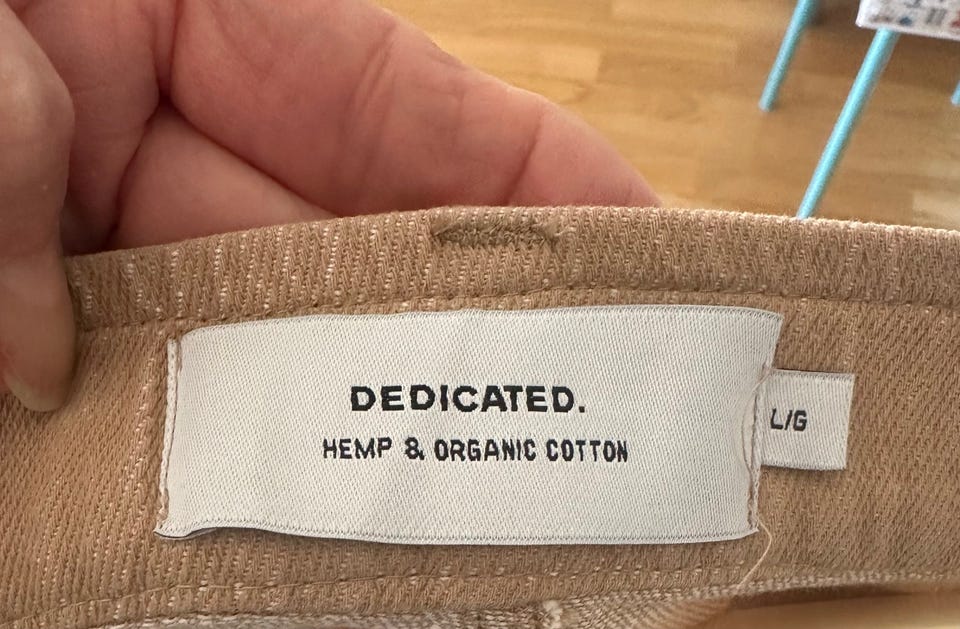 DEDICATED.
HEMP & ORGANIC COTTON
L/G